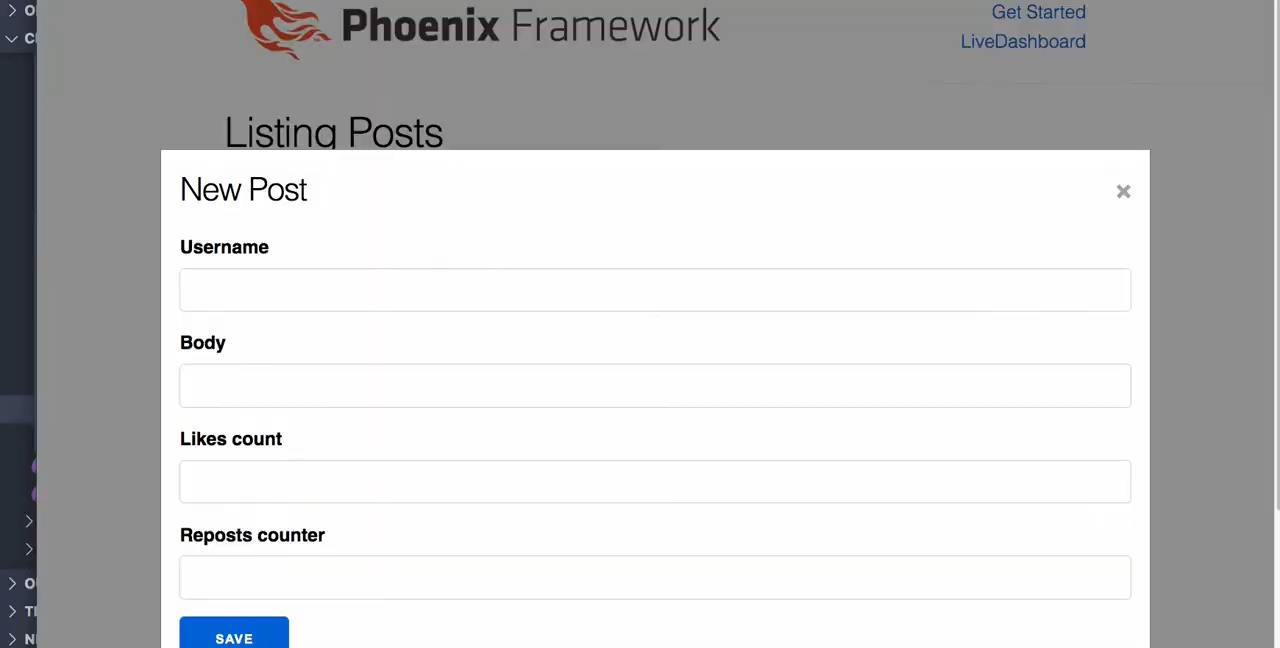 Get Started
Phoenix Framework
LiveDashboard
Listing Posts
New Post
×
Username
Body
Likes count
Reposts counter
SAVE